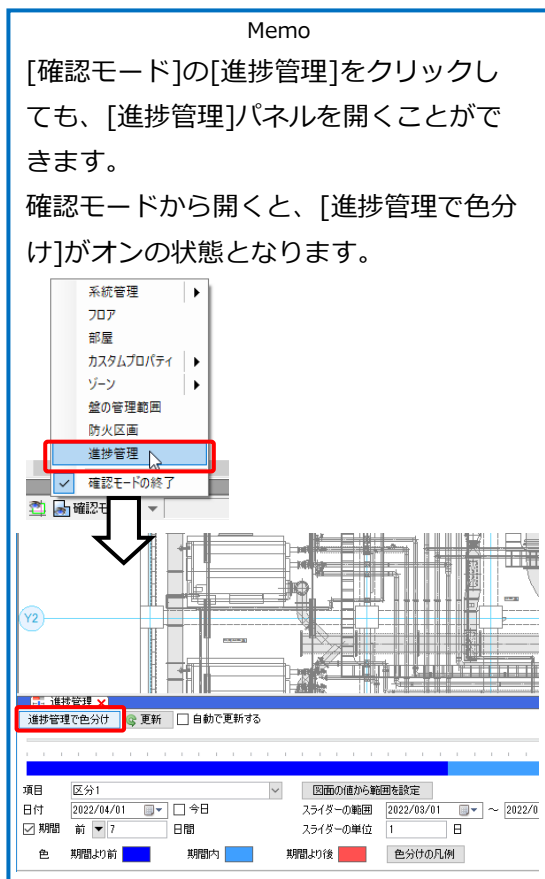 Memo
[確認モード]の[進捗管理]をクリックし
ても、[進捗管理]パネルを開くことがで
きます。
確認モードから開くと、[進捗管理で色分
け]がオンの状態となります。
系統管理
フロア
部屋
カスタムプロパティ
ゾーン
盤の管理範囲
防火区画
進捗管理
確認モードの終了
確認モ
Y2
進捗管理
進捗管理で色分け 更新 自動で更新する
項目 区分1 図面の値から範囲を設定
日付 2022/04/01 今日 スライダーの範囲 2022/03/01 ～ 2022/0
期間 前 7 日間 スライダーの単位 1 日
色 期間より前 期間内 期間より後 色分けの凡例